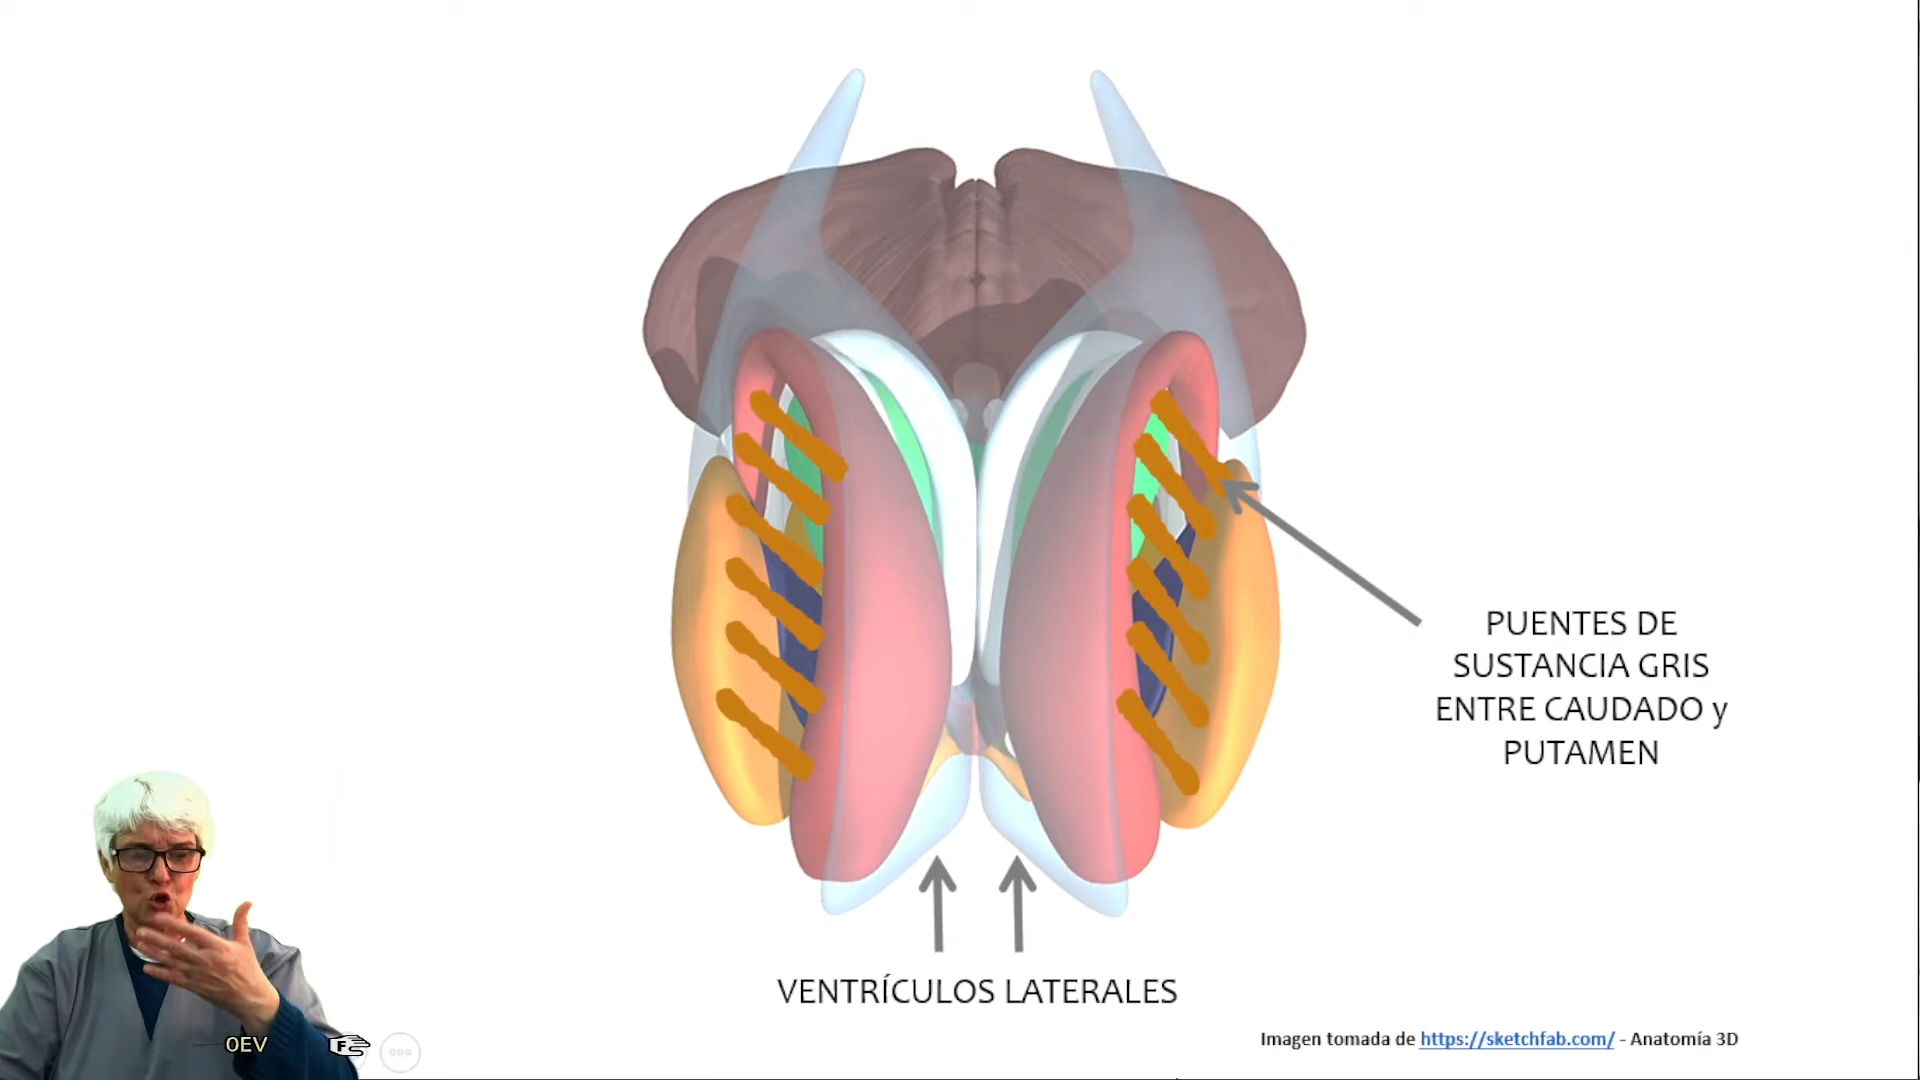 PUENTES DE
SUSTANCIA GRIS
ENTRE CAUDADO y
PUTAMEN
VENTRÍCULOS LATERALES
Imagen tomada de https://sketchfab.com/ - Anatomía 3D
OEV
F